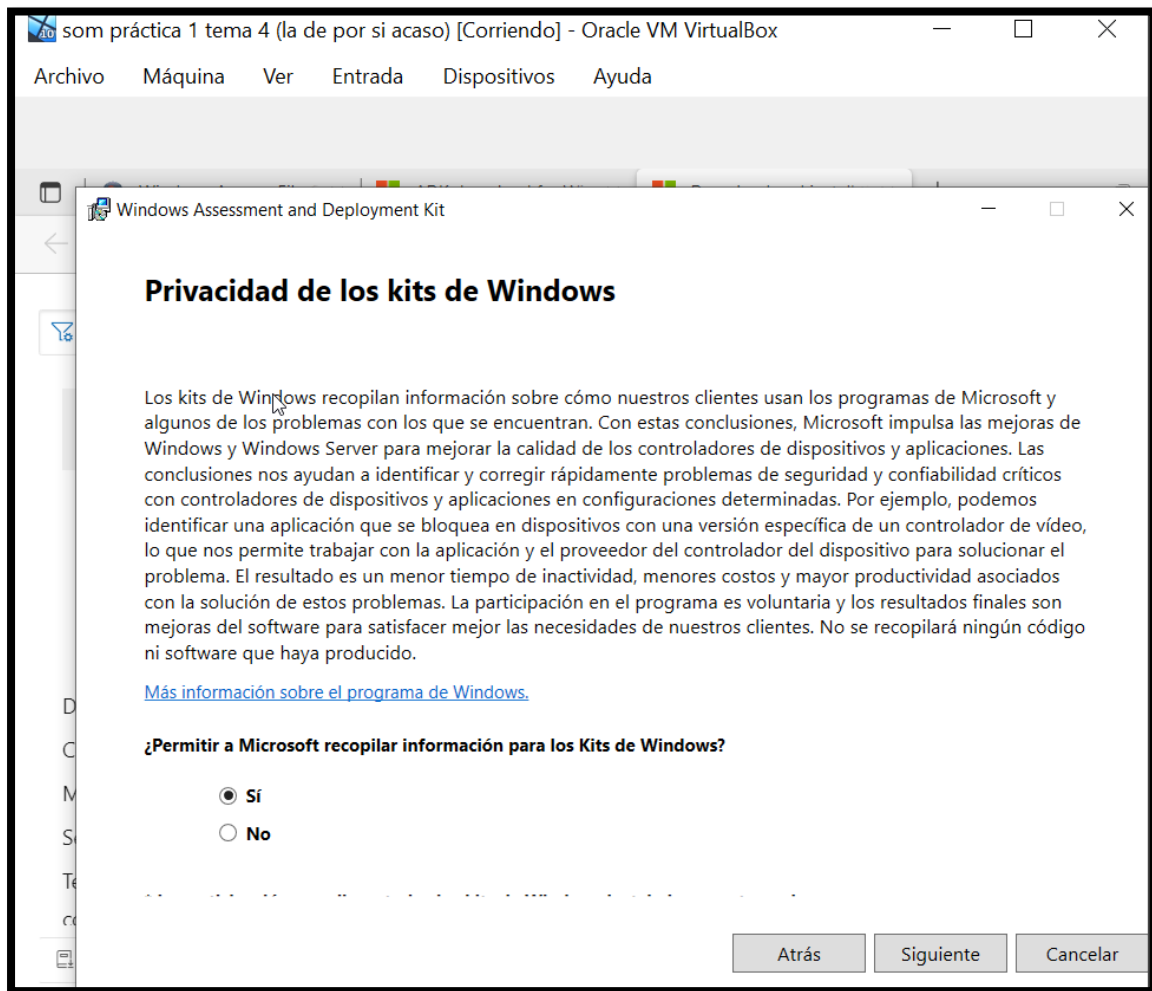 som práctica 1 tema 4 (la de por si acaso) [Corriendo] - Oracle VM VirtualBox
Archivo Máquina Ver Entrada Dispositivos Ayuda
Windows Assessment and Deployment Kit
Privacidad de los kits de Windows
Los kits de Windows recopilan información sobre cómo nuestros clientes usan los programas de Microsoft y
algunos de los problemas con los que se encuentran. Con estas conclusiones, Microsoft impulsa las mejoras de
Windows y Windows Server para mejorar la calidad de los controladores de dispositivos y aplicaciones. Las
conclusiones nos ayudan a identificar y corregir rápidamente problemas de seguridad y confiabilidad críticos
con controladores de dispositivos y aplicaciones en configuraciones determinadas. Por ejemplo, podemos
identificar una aplicación que se bloquea en dispositivos con una versión específica de un controlador de vídeo,
lo que nos permite trabajar con la aplicación y el proveedor del controlador del dispositivo para solucionar el
problema. El resultado es un menor tiempo de inactividad, menores costos y mayor productividad asociados
con la solución de estos problemas. La participación en el programa es voluntaria y los resultados finales son
mejoras del software para satisfacer mejor las necesidades de nuestros clientes. No se recopilará ningún código
ni software que haya producido.
Más información sobre el programa de Windows.
¿Permitir a Microsoft recopilar información para los Kits de Windows?
Sí
No
Atrás Siguiente Cancelar